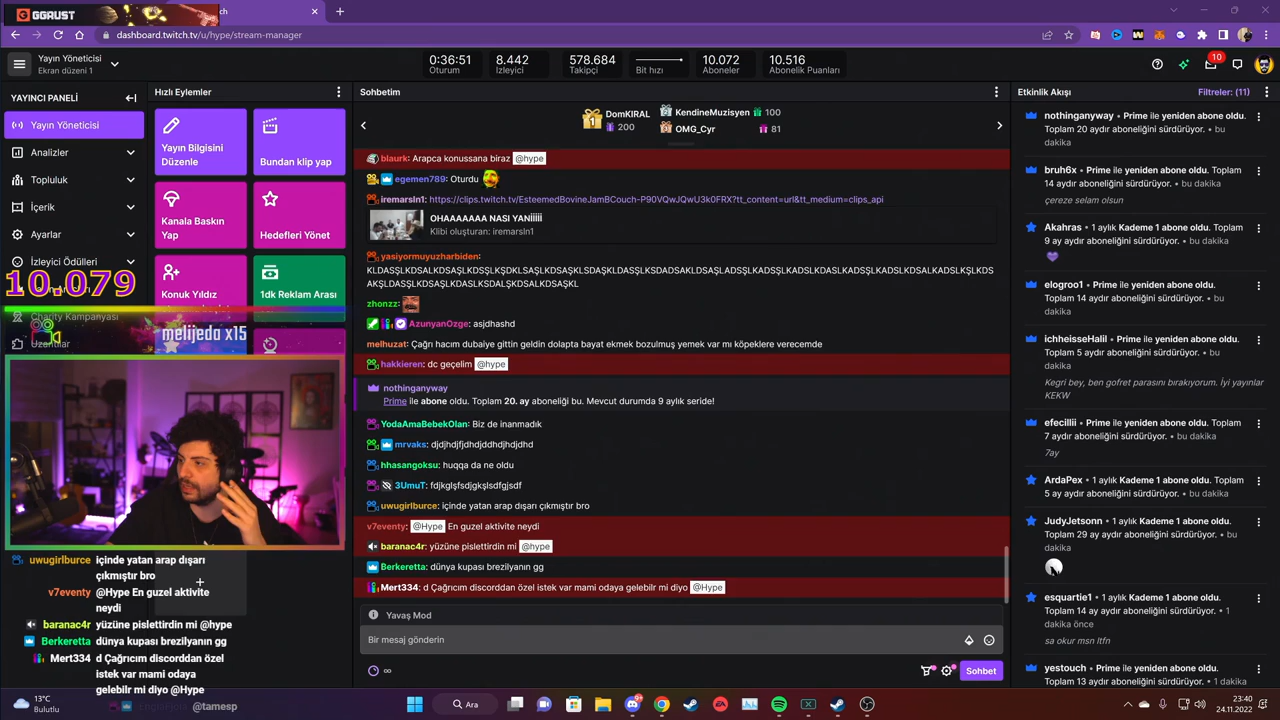 GGRUST
ch
dashboard.twitch.tv/u/hype/stream-manager
Yayın Yöneticisi
Ekran düzeni 1
0:36:51
Oturum
8.442
İzleyici
578.684
Takipçi
Bit hızı
10.072
Aboneler
10.516
Abonelik Puanları
10
YAYINCI PANELİ
Yayın Yöneticisi
Analizler
Topluluk
İçerik
Ayarlar
İzleyici Ödülleri
10.079
Charity Kampanyası
Uzantılar
melijeda x15
Hızlı Eylemler
Yayın Bilgisini
Düzenle
Bundan klip yap
Kanala Baskın
Yap
Hedefleri Yönet
Konuk Yıldız
1dk Reklam Arası
uwugirlburce içinde yatan arap dışarı
çıkmıştır bro
v7eventy @Hype En guzel aktivite
neydi
baranac4r yüzüne pislettirdin mi @hype
Berkeretta dünya kupası brezilyanın gg
Mert334 d Çağrıcım discorddan özel
istek var mami odaya
gelebilr mi diyo @Hype
@tamesp
Sohbetim
1
DomKIRAL
200
2 KendineMuzisyen 100
3 OMG_Cyr 81
blaurk: Arapca konussana biraz @hype
egemen789: Oturdu
iremarsln1: https://clips.twitch.tv/EsteemedBovineJamBCouch-P90VQwJQwU3k0FRX?tt_content=url&tt_medium=clips_api
OHAAAAAAA NASI YANİİİİİ
Klibi oluşturan: iremarsln1
yasiyormuyuzharbiden:
zhonzz:
AzunyanOzge: asjdhashd
melhuzat: Çağrı hacım dubaiye gittin geldin dolapta bayat ekmek bozulmuş yemek var mı köpeklere verecemde
hakkieren: dc geçelim @hype
nothinganyway
Prime ile abone oldu. Toplam 20. ay aboneliği bu. Mevcut durumda 9 aylık seride!
YodaAmaBebekOlan: Biz de inanmadık
mrvaks: djdjhdjfjdhdjddhdjhdjdhd
hhasangoksu: huqqa da ne oldu
3UmuT: fdjkglşfsdjgkşlsdfgjsdf
uwugirlburce: içinde yatan arap dışarı çıkmıştır bro
v7eventy: @Hype En guzel aktivite neydi
baranac4r: yüzüne pislettirdin mi @hype
Berkeretta: dünya kupası brezilyanın gg
Mert334: d Çağrıcım discorddan özel istek var mami odaya gelebilr mi diyo @Hype
Yavaş Mod
Bir mesaj gönderin
∞
Sohbet
Etkinlik Akışı
Filtreler: (11)
nothinganyway • Prime ile yeniden abone oldu.
Toplam 20 aydır aboneliğini sürdürüyor. • bu
dakika
bruh6x • Prime ile yeniden abone oldu. Toplam
14 aydır aboneliğini sürdürüyor. • bu dakika
çereze selam olsun
Akahras • 1 aylık Kademe 1 abone oldu. Toplam
9 ay aydır aboneliğini sürdürüyor. • bu dakika
elogroo1 • Prime ile yeniden abone oldu.
Toplam 14 aydır aboneliğini sürdürüyor. • bu
dakika
ichheisseHalil • Prime ile yeniden abone oldu.
Toplam 5 aydır aboneliğini sürdürüyor. • bu
dakika
Kegri bey, ben gofret parasını bırakıyorum. İyi yayınlar
KEKW
efecillii • Prime ile yeniden abone oldu. Toplam
7 aydır aboneliğini sürdürüyor. • bu dakika
7ay
ArdaPex • 1 aylık Kademe 1 abone oldu. Toplam
5 ay aydır aboneliğini sürdürüyor. • bu dakika
JudyJetsonn • 1 aylık Kademe 1 abone oldu.
Toplam 29 ay aydır aboneliğini sürdürüyor. • bu
dakika
esquartie1 • 1 aylık Kademe 1 abone oldu.
Toplam 14 ay aydır aboneliğini sürdürüyor. • 1
dakika önce
sa okur msn ltfn
yestouch • Prime ile yeniden abone oldu.
Toplam 13 aydır aboneliğini sürdürüyor. • 1 dakika
13°C
Bulutlu
Ara
23:40
24.11.2022